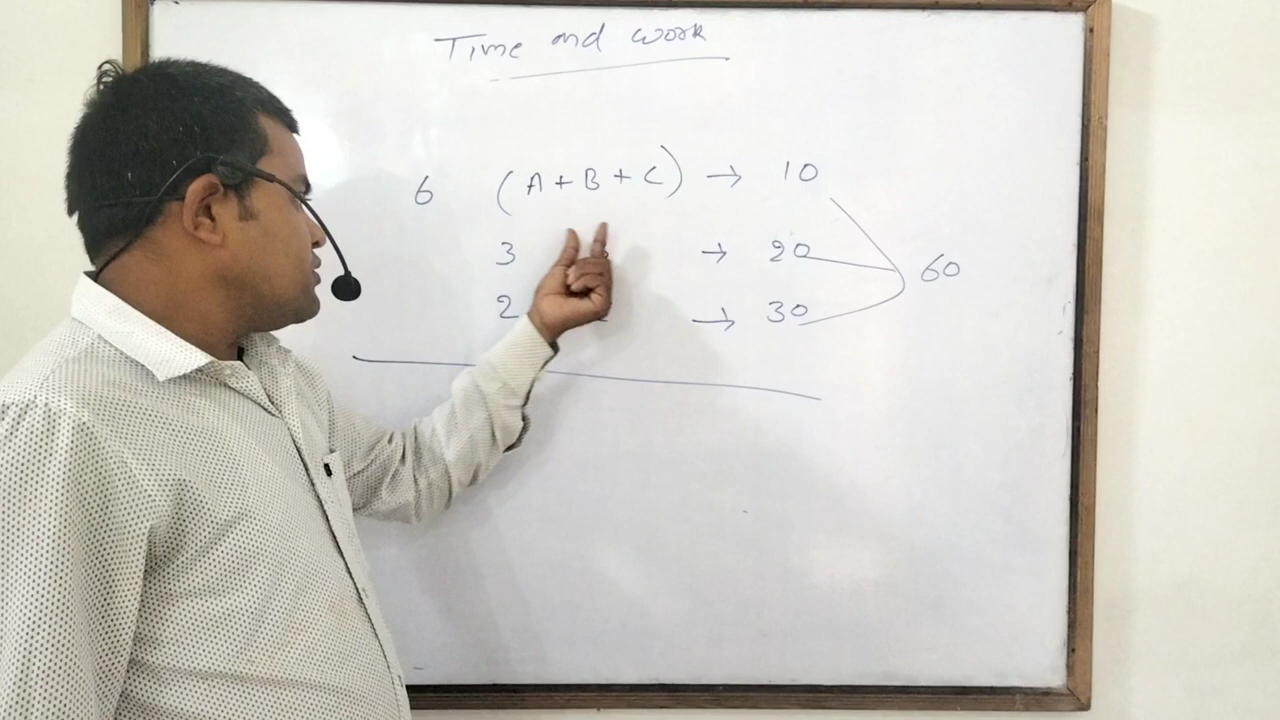 Time and work
6 (A + B + C) → 10
3 → 20
60
2 → 30